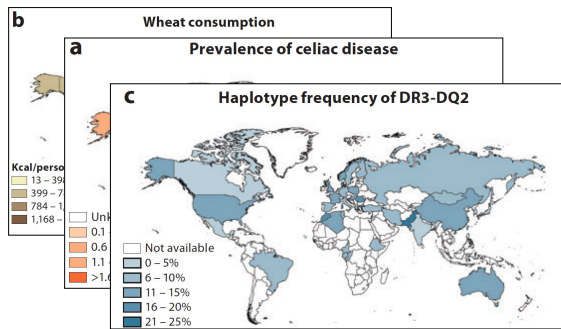 b
Wheat consumption
a
Prevalence of celiac disease
c
Haplotype frequency of DR3-DQ2
Kcal/perso
13 – 398
399 – 7
784 – 1,
1,168 –
Unk
0.1
0.6
1.1
>1.6
Not available
0 – 5%
6 – 10%
11 – 15%
16 – 20%
21 – 25%